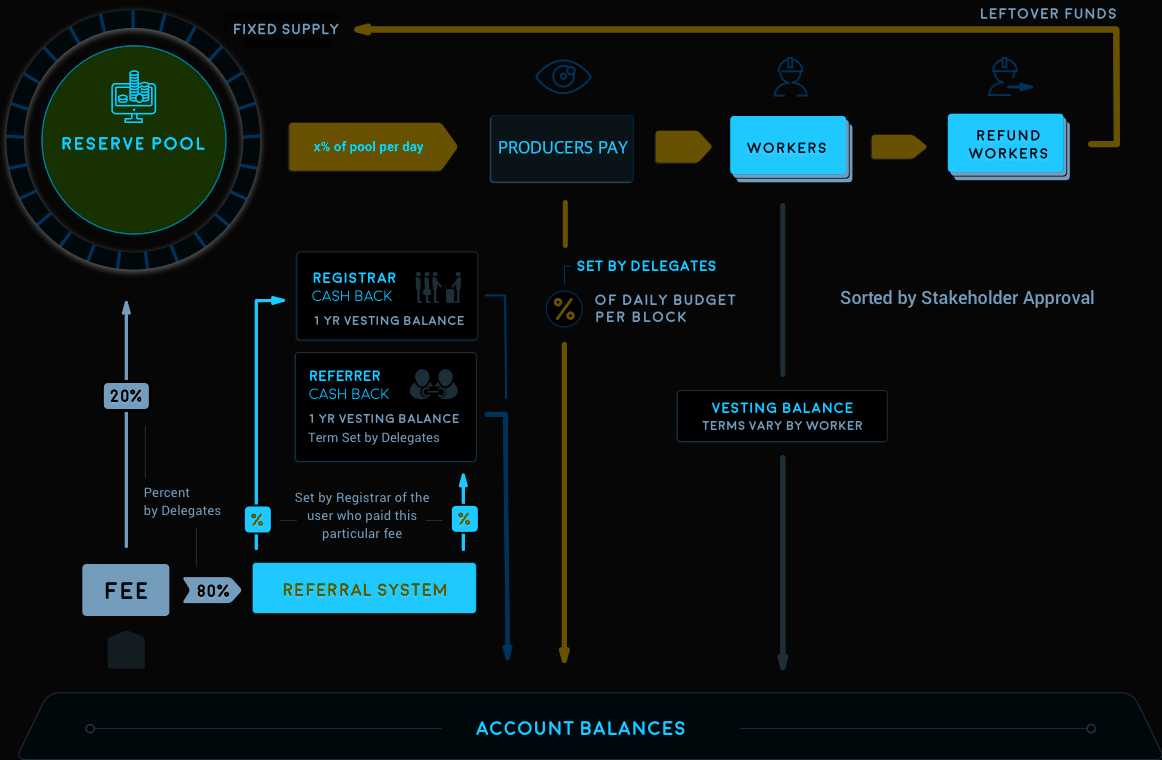 FIXED SUPPLY
LEFTOVER FUNDS
RESERVE POOL
x% of pool per day
PRODUCERS PAY
WORKERS
REFUND
WORKERS
REGISTRAR
CASH BACK
1 YR VESTING BALANCE
SET BY DELEGATES
%
OF DAILY BUDGET
PER BLOCK
Sorted by Stakeholder Approval
REFERRER
CASH BACK
1 YR VESTING BALANCE
Term Set by Delegates
20%
VESTING BALANCE
TERMS VARY BY WORKER
Percent
by Delegates
%
Set by Registrar of the
user who paid this
particular fee
%
FEE
80%
REFERRAL SYSTEM
ACCOUNT BALANCES